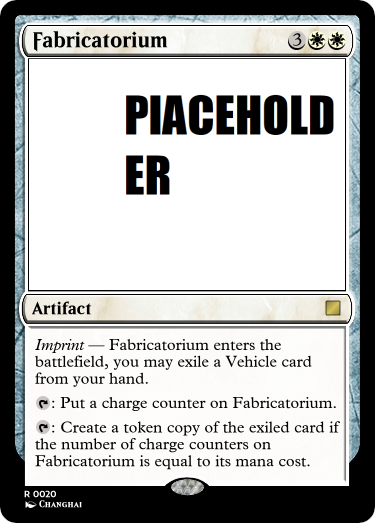 Fabricatorium 3
PIACEHOLD
ER
Artifact
Imprint — Fabricatorium enters the
battlefield, you may exile a Vehicle card
from your hand.
: Put a charge counter on Fabricatorium.
: Create a token copy of the exiled card if
the number of charge counters on
Fabricatorium is equal to its mana cost.
R 0020
Changhai